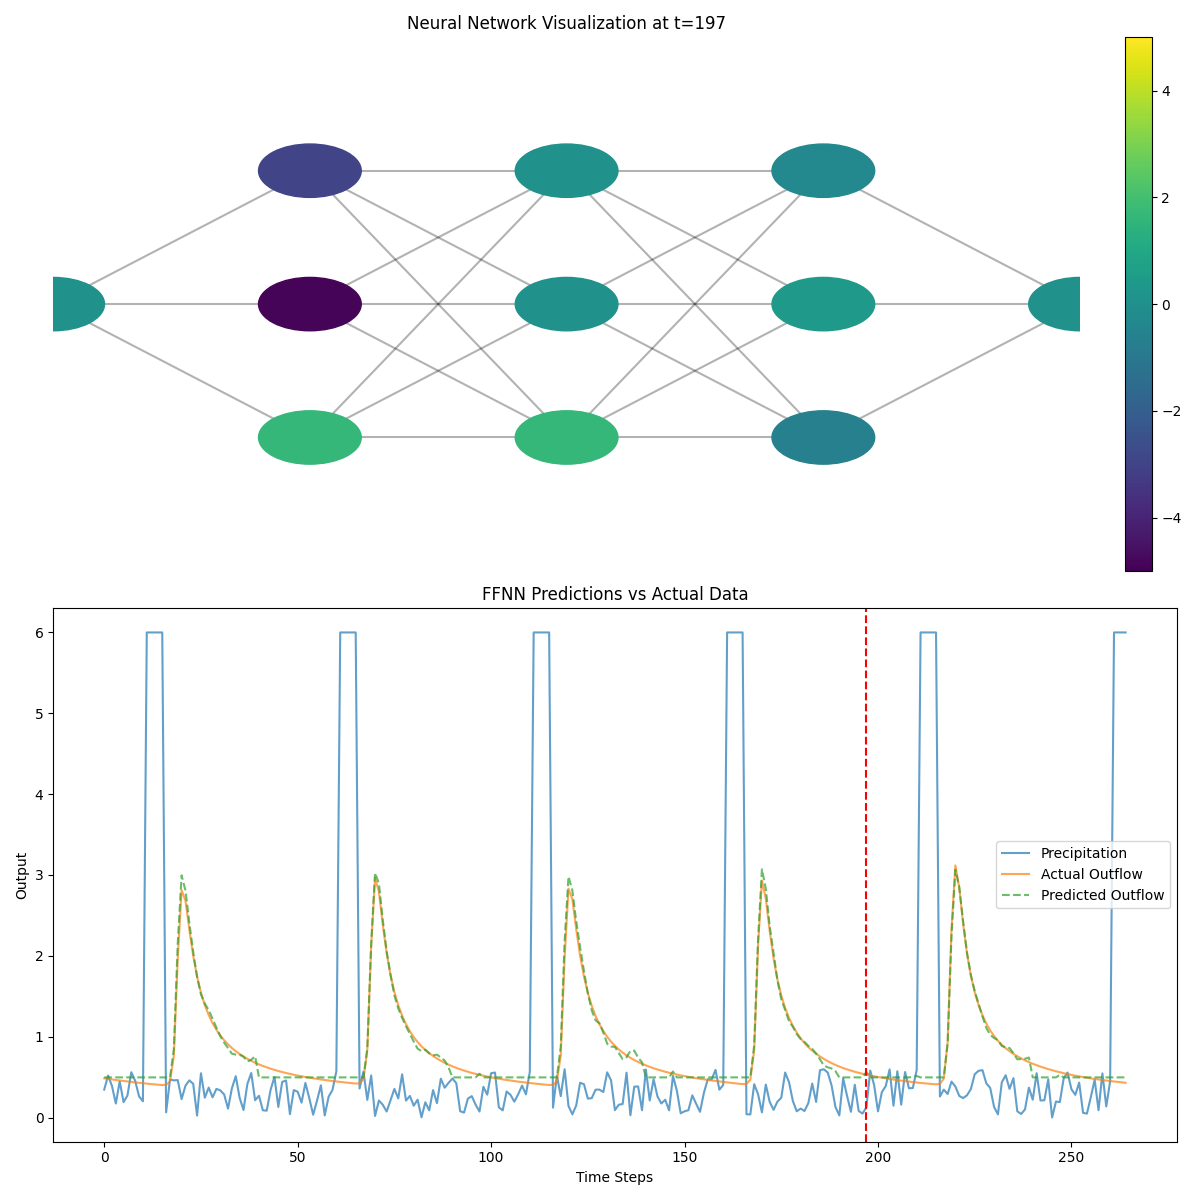 Neural Network Visualization at t=197
4
2
0
−2
−4
FFNN Predictions vs Actual Data
6
5
4
3
2
1
0
Output
Precipitation
Actual Outflow
Predicted Outflow
0 50 100 150 200 250
Time Steps